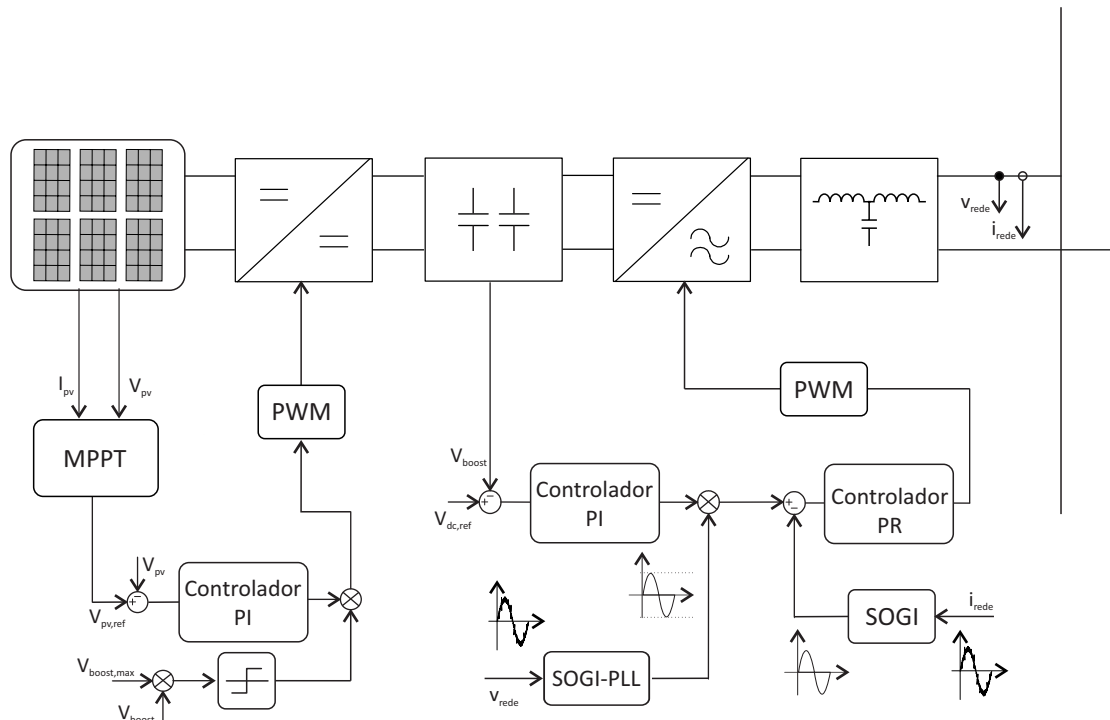 v_rede
i_rede
I_pv
V_pv
PWM
PWM
MPPT
V_boost
Controlador
PI
Controlador
PR
V_dc,ref
V_pv
Controlador
PI
V_pv,ref
SOGI
i_rede
V_boost,max
SOGI-PLL
v_rede
V_boost